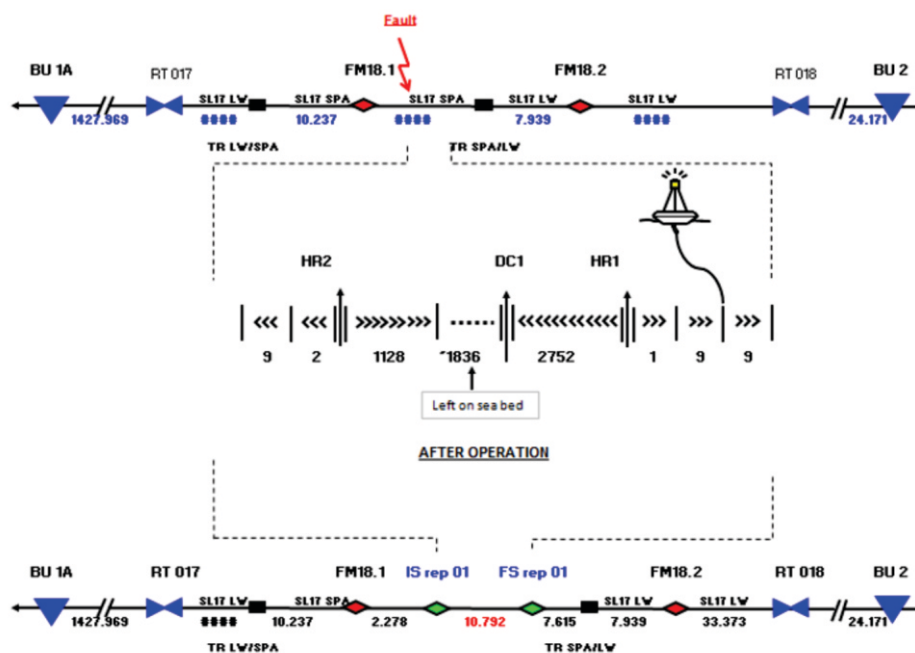 Fault
BU 1A RT 017 FM18.1 FM18.2 RT 018 BU 2
SL17 LW SL17 SPA SL17 SPA SL17 LW SL17 LW
1427.969 0000 10.237 0000 7.939 0000 24.171
TR LW/SPA TR SPA/LW
HR2 DC1 HR1
9 2 1128 ~1836 2752 1 9 9
Left on sea bed
AFTER OPERATION
BU 1A RT 017 FM18.1 IS rep 01 FS rep 01 FM18.2 RT 018 BU 2
SL17 LW SL17 SPA SL17 LW SL17 LW
1427.969 0000 10.237 2.278 10.792 7.615 7.939 33.373 24.171
TR LW/SPA TR SPA/LW